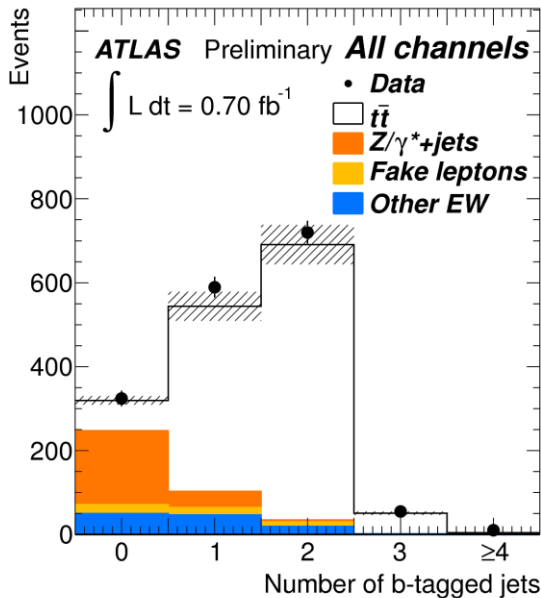 Events
ATLAS Preliminary All channels
∫ L dt = 0.70 fb⁻¹
Data
tt̄
Z/γ*+jets
Fake leptons
Other EW
1000
800
600
400
200
0
0 1 2 3 ≥4
Number of b-tagged jets